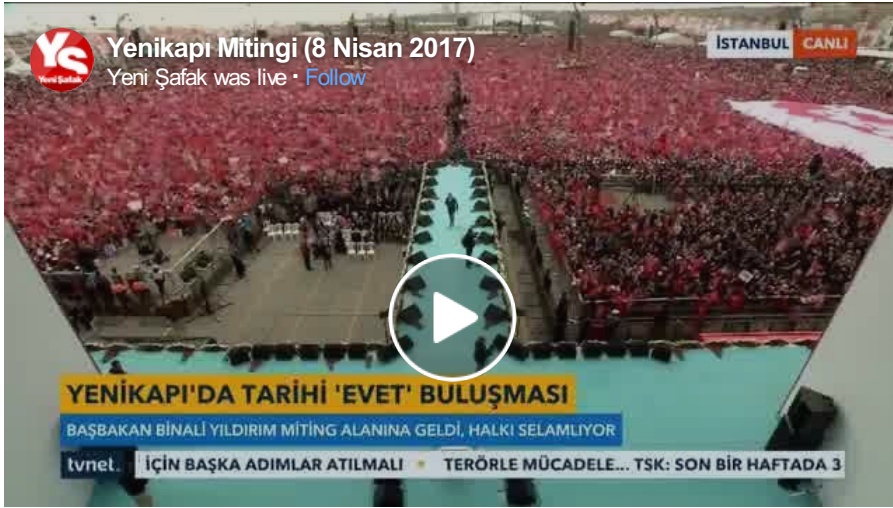 YS
Yeni Şafak
Yenikapı Mitingi (8 Nisan 2017)
Yeni Şafak was live · Follow
İSTANBUL CANLI
YENİKAPI'DA TARİHİ 'EVET' BULUŞMASI
BAŞBAKAN BİNALİ YILDIRIM MİTİNG ALANINA GELDİ, HALKI SELAMLIYOR
tvnet. İÇİN BAŞKA ADIMLAR ATILMALI • TERÖRLE MÜCADELE... TSK: SON BİR HAFTADA 3